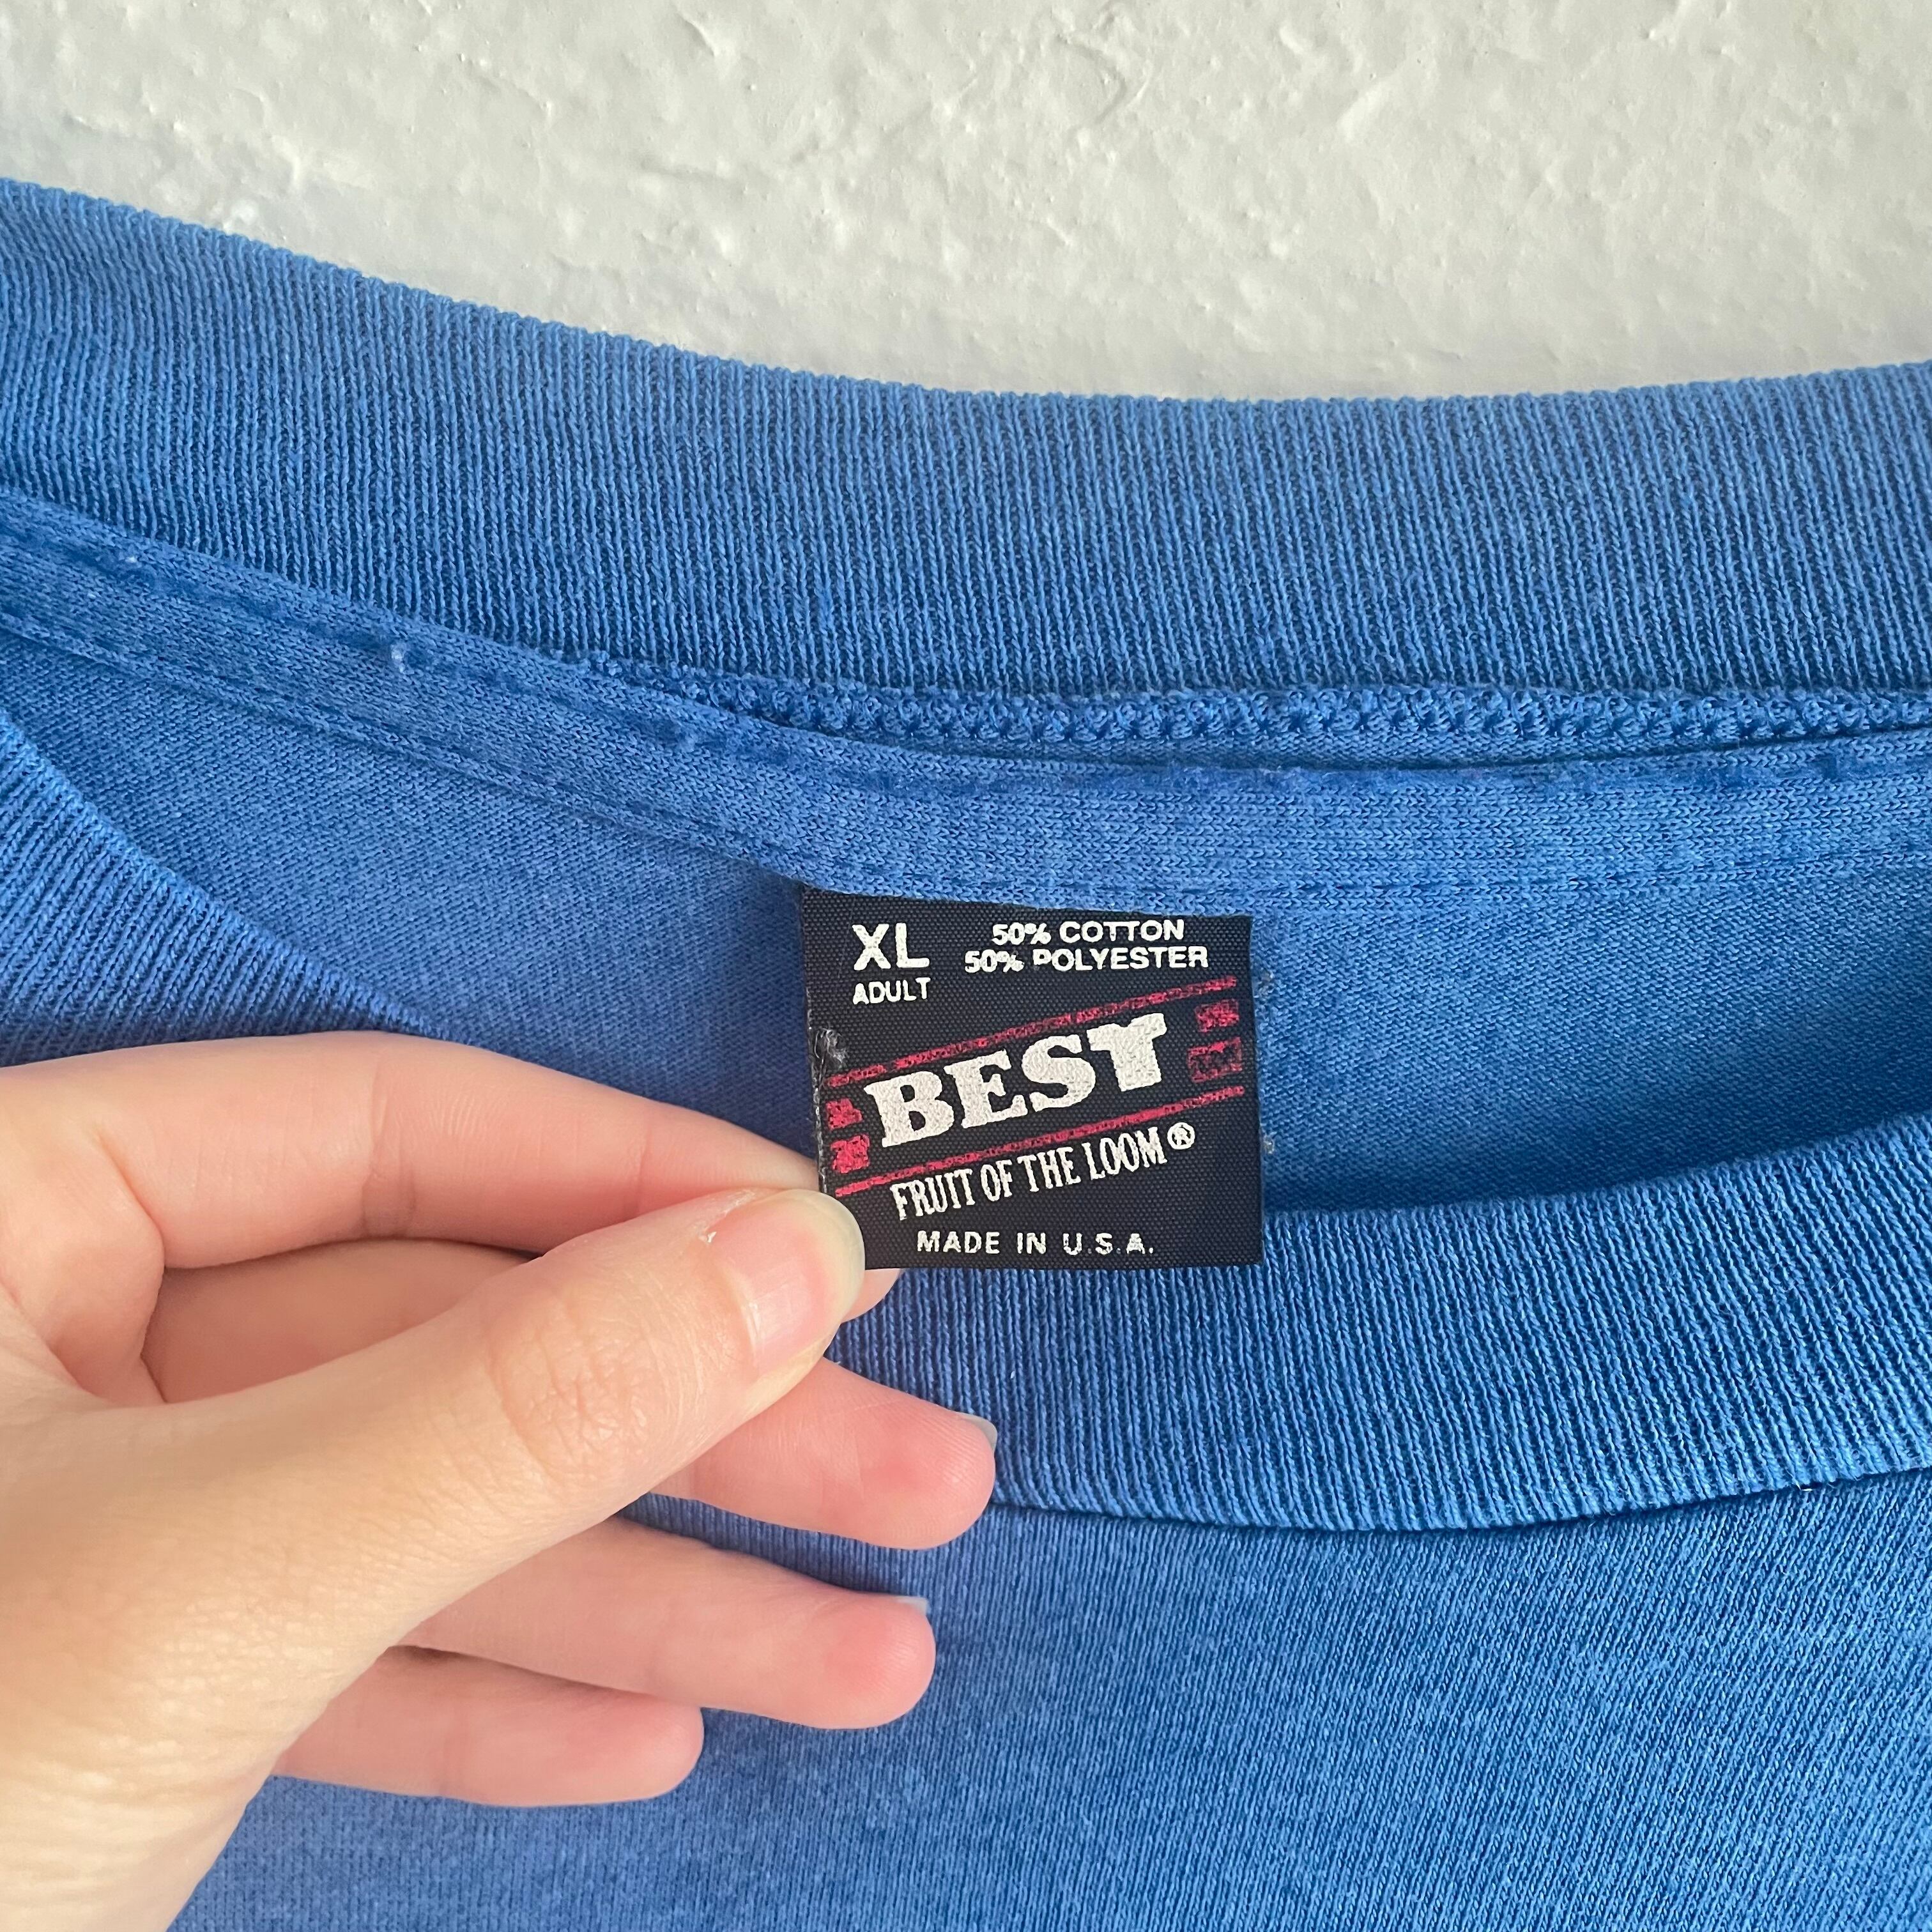 XL
ADULT
50% COTTON
50% POLYESTER
BEST
FRUIT OF THE LOOM®
MADE IN U.S.A.